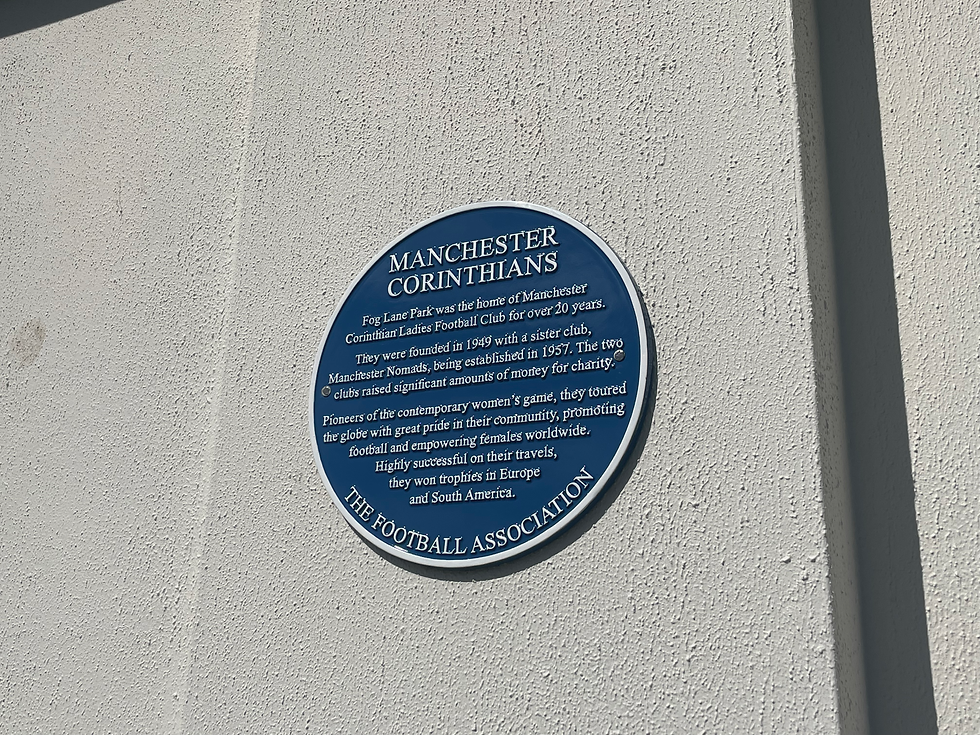 MANCHESTER
CORINTHIANS
Fog Lane Park was the home of Manchester
Corinthian Ladies Football Club for over 20 years.
They were founded in 1949 with a sister club,
Manchester Nomads, being established in 1957. The two
clubs raised significant amounts of money for charity.
Pioneers of the contemporary women's game, they toured
the globe with great pride in their community, promoting
football and empowering females worldwide.
Highly successful on their travels,
they won trophies in Europe
and South America.
THE FOOTBALL ASSOCIATION